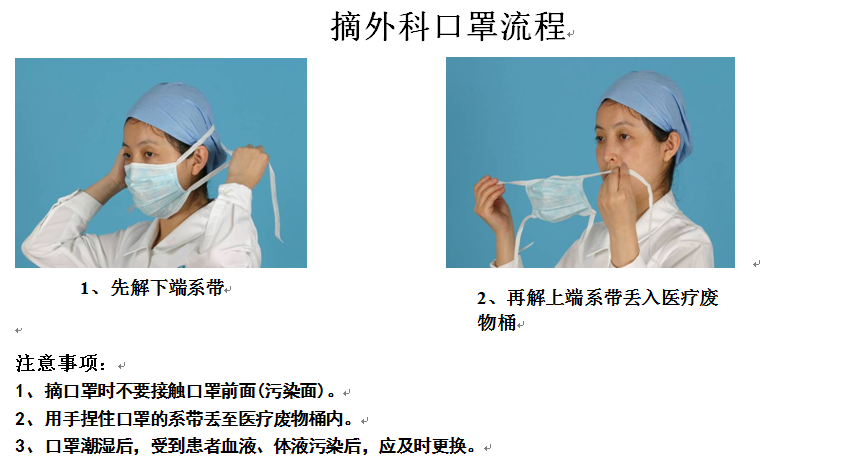 摘外科口罩流程
1、先解下端系带
2、再解上端系带丢入医疗废
物桶
注意事项：
1、摘口罩时不要接触口罩前面(污染面)。
2、用手捏住口罩的系带丢至医疗废物桶内。
3、口罩潮湿后，受到患者血液、体液污染后，应及时更换。